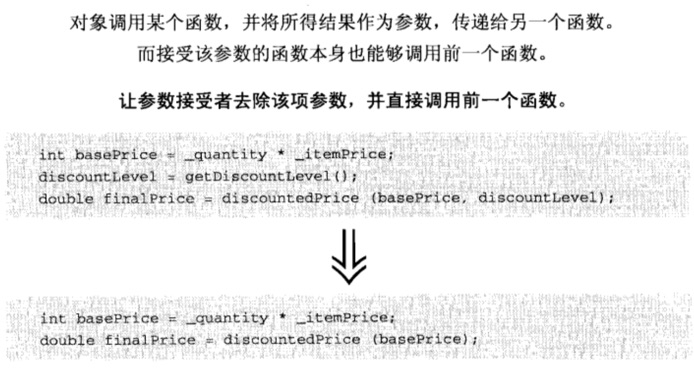 对象调用某个函数，并将所得结果作为参数，传递给另一个函数。
而接受该参数的函数本身也能够调用前一个函数。
让参数接受者去除该项参数，并直接调用前一个函数。
int basePrice = _quantity * _itemPrice;
discountLevel = getDiscountLevel();
double finalPrice = discountedPrice (basePrice, discountLevel);
int basePrice = _quantity * _itemPrice;
double finalPrice = discountedPrice (basePrice);